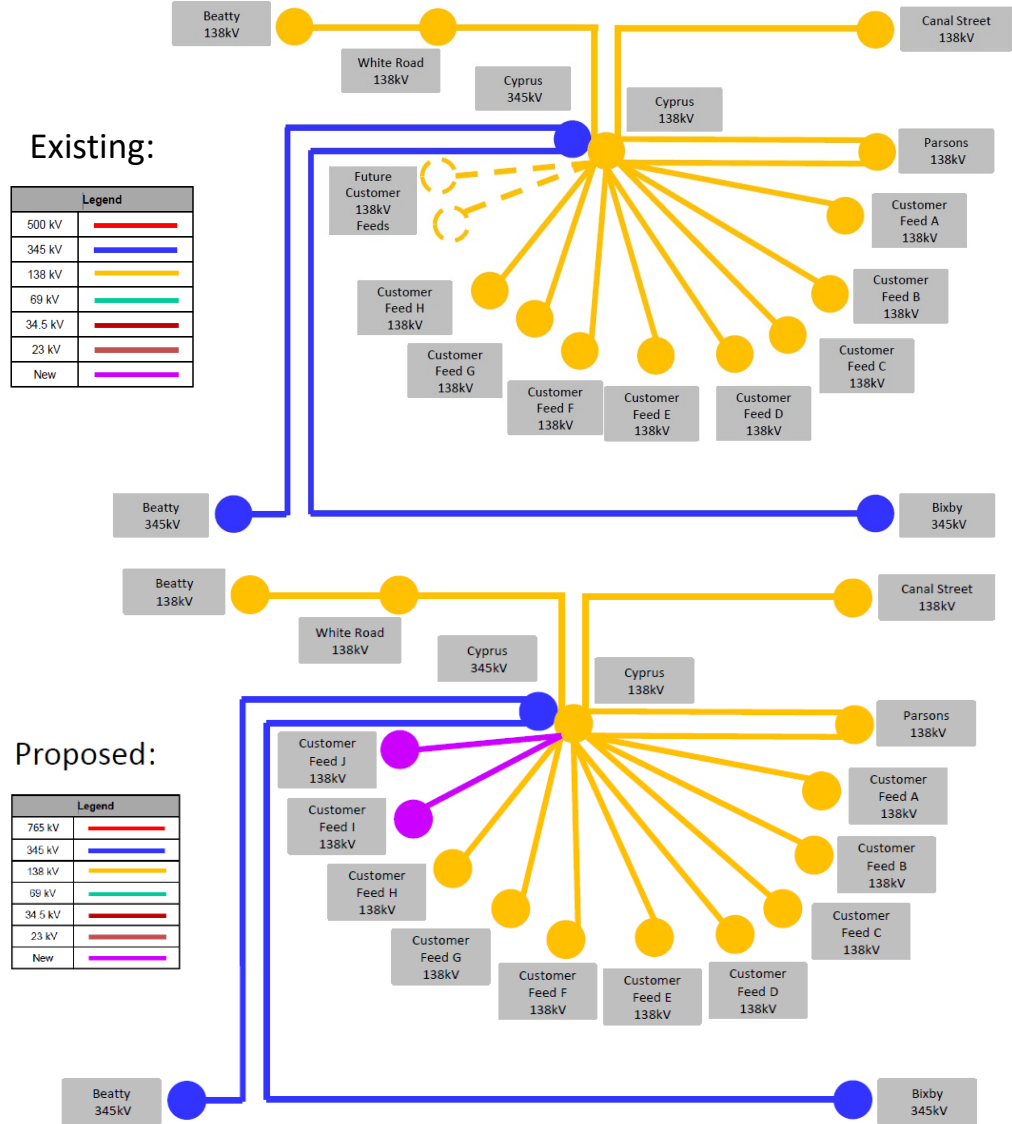 Beatty
138kV
White Road
138kV
Cyprus
345kV
Cyprus
138kV
Canal Street
138kV
Existing:
Legend
500 kV
345 kV
138 kV
69 kV
34.5 kV
23 kV
New
Future
Customer
138kV
Feeds
Parsons
138kV
Customer
Feed A
138kV
Customer
Feed B
138kV
Customer
Feed C
138kV
Customer
Feed D
138kV
Customer
Feed E
138kV
Customer
Feed F
138kV
Customer
Feed G
138kV
Customer
Feed H
138kV
Beatty
345kV
Bixby
345kV
Beatty
138kV
White Road
138kV
Cyprus
345kV
Cyprus
138kV
Canal Street
138kV
Proposed:
Legend
765 kV
345 kV
138 kV
69 kV
34.5 kV
23 kV
New
Customer
Feed J
138kV
Customer
Feed I
138kV
Parsons
138kV
Customer
Feed A
138kV
Customer
Feed B
138kV
Customer
Feed C
138kV
Customer
Feed D
138kV
Customer
Feed E
138kV
Customer
Feed F
138kV
Customer
Feed G
138kV
Customer
Feed H
138kV
Beatty
345kV
Bixby
345kV